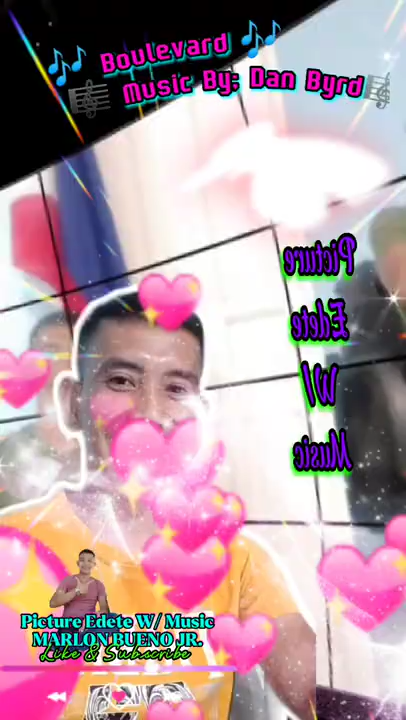 🎶 Boulevard 🎶
🎼 Music By: Dan Byrd 🎼
Picture
Edete
W/
Music
Picture Edete W/ Music
MARLON BUENO JR.
Like & Subscribe